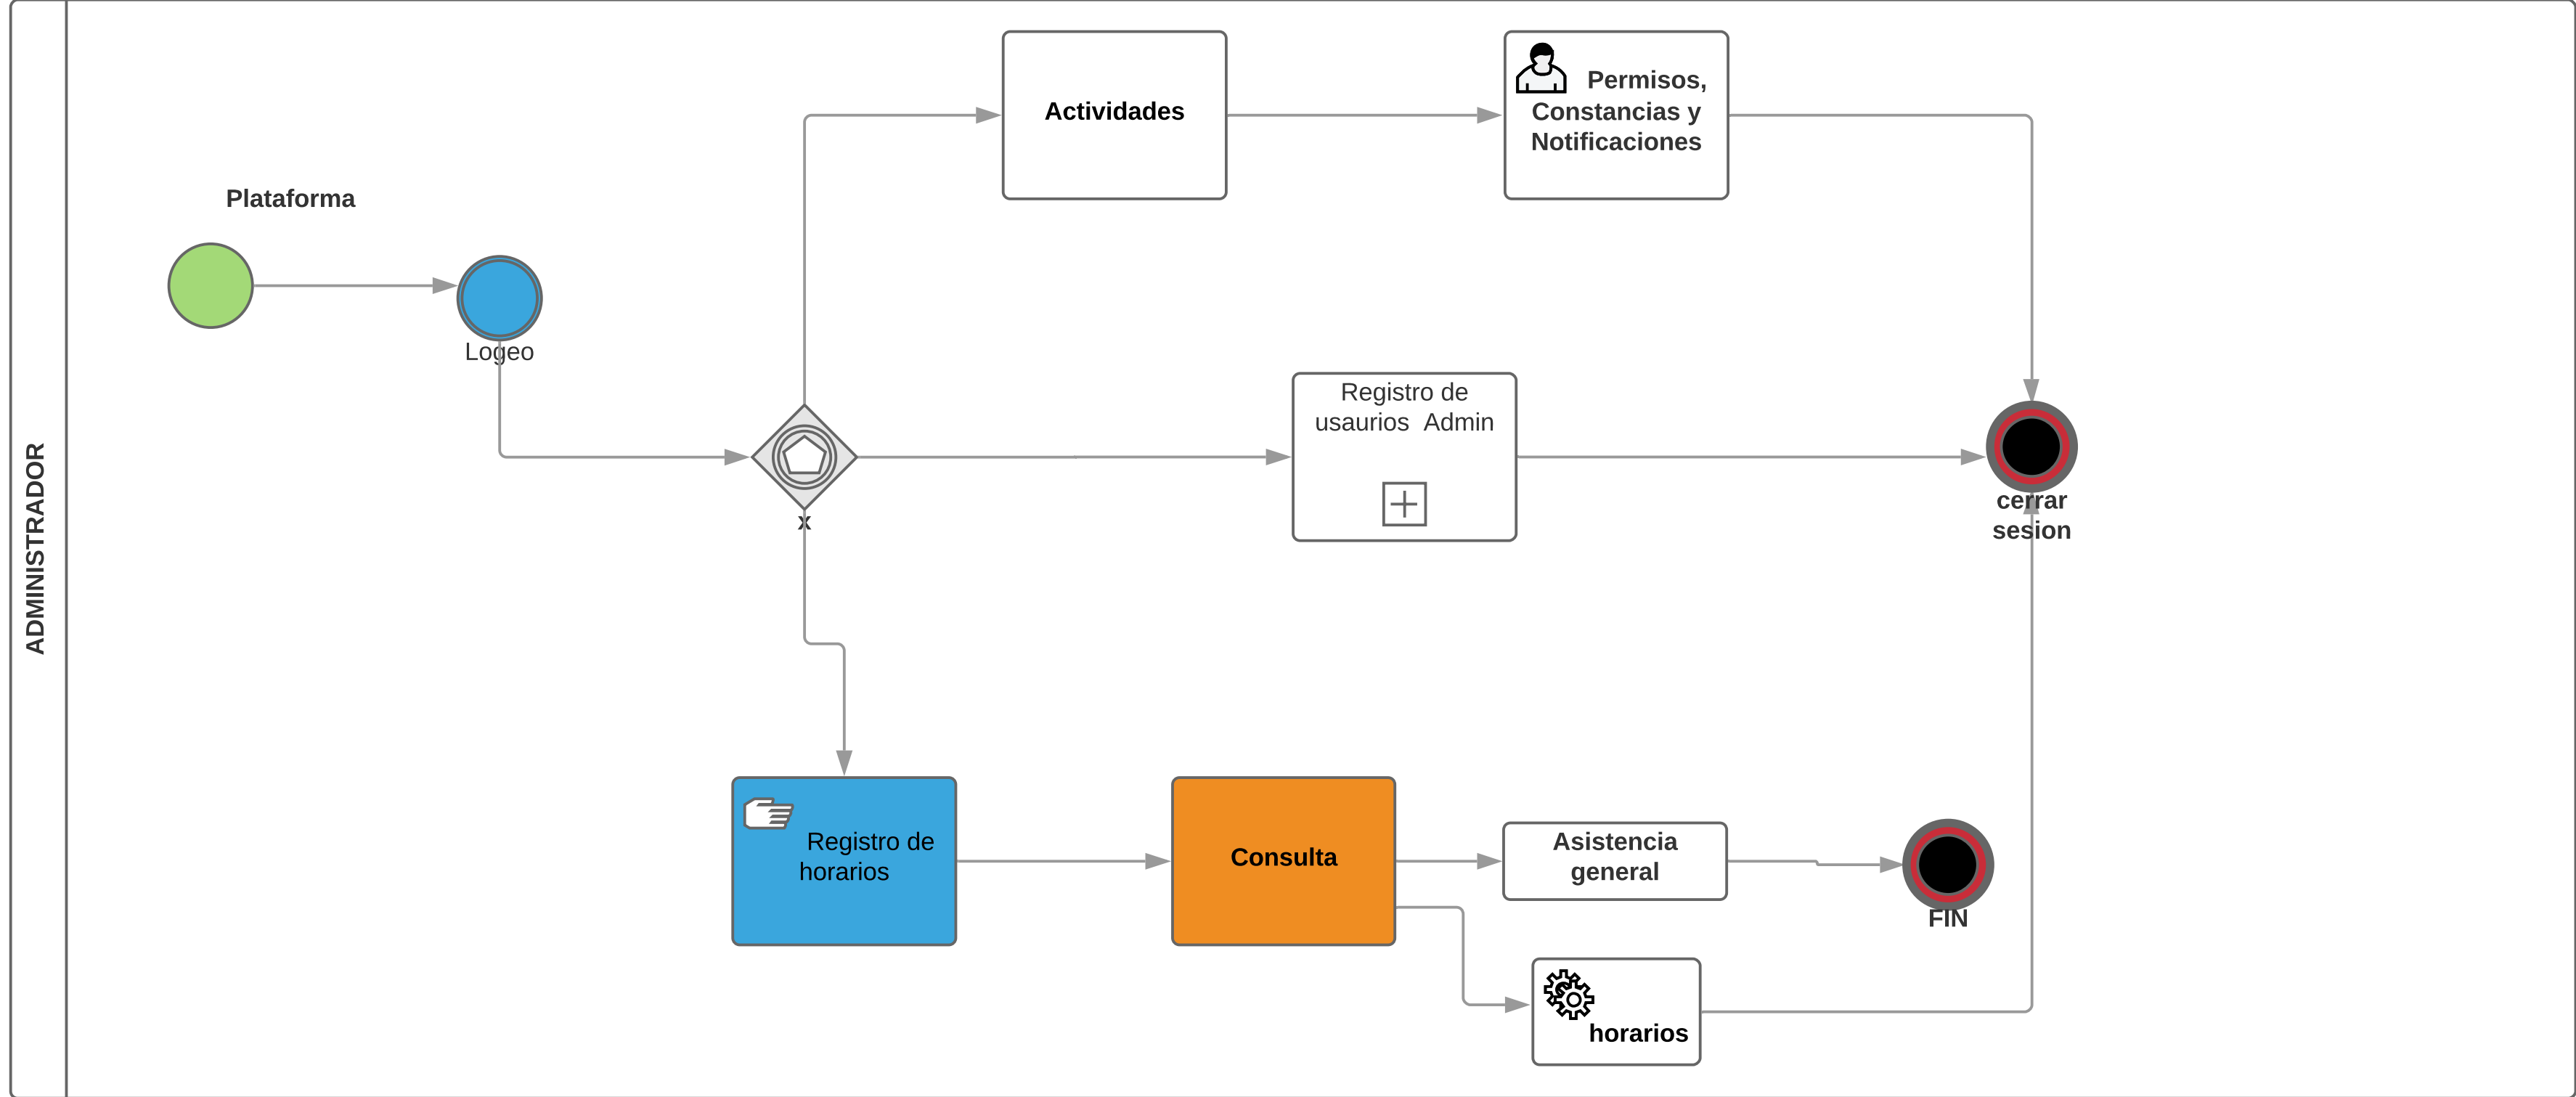 ADMINISTRADOR
Plataforma
Logeo
x
Actividades
Permisos,
Constancias y
Notificaciones
Registro de
usaurios  Admin
cerrar
sesion
Registro de
horarios
Consulta
Asistencia
general
FIN
horarios